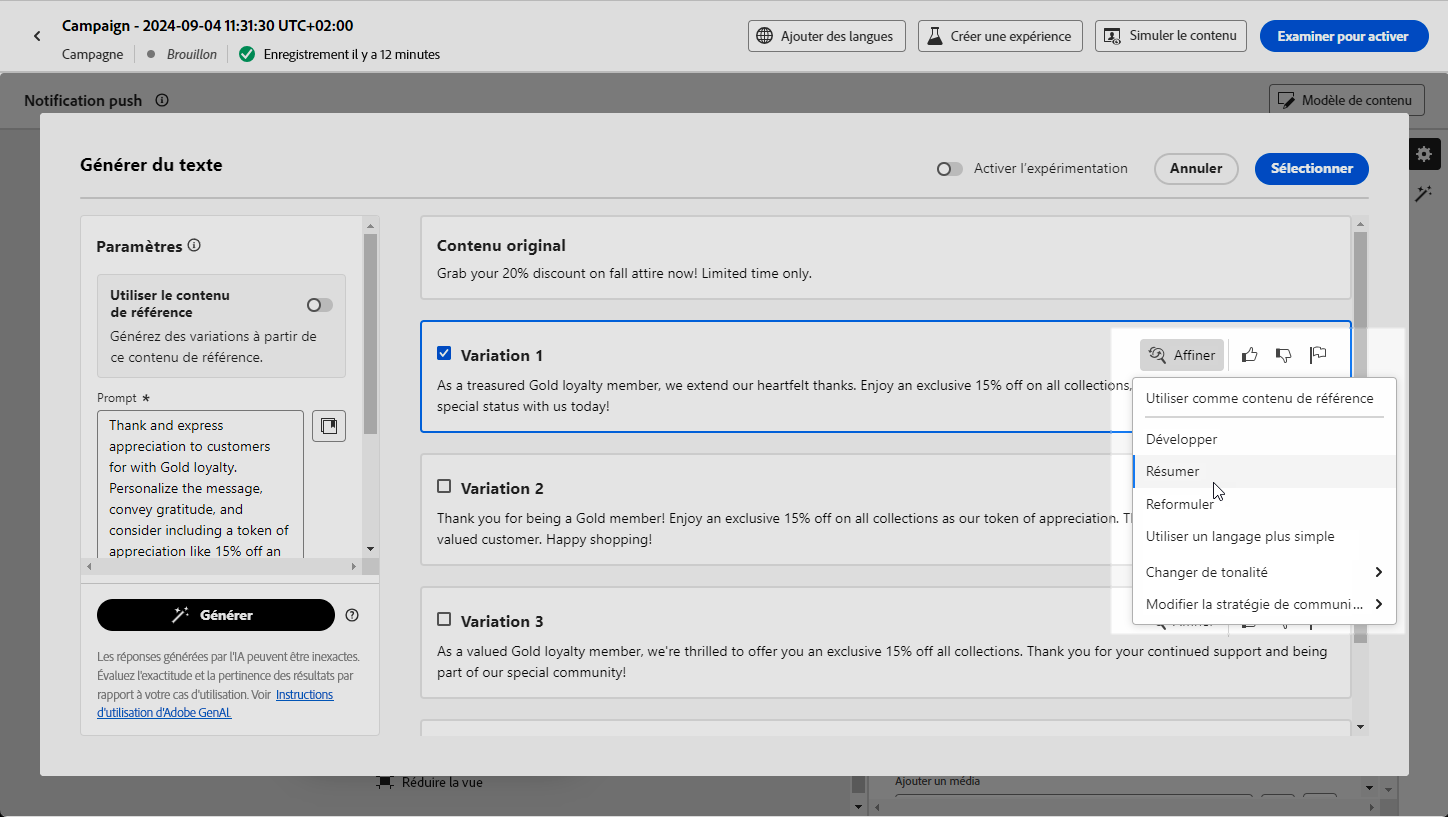 Campaign - 2024-09-04 11:31:30 UTC+02:00
Campagne
Brouillon
Enregistrement il y a 12 minutes
Ajouter des langues
Créer une expérience
Simuler le contenu
Examiner pour activer
Notification push
Modèle de contenu
Générer du texte
Activer l'expérimentation
Annuler
Sélectionner
Paramètres
Utiliser le contenu
de référence
Générez des variations à partir de
ce contenu de référence.
Prompt *
Thank and express
appreciation to customers
for with Gold loyalty.
Personalize the message,
convey gratitude, and
consider including a token of
appreciation like 15% off an
Générer
Les réponses générées par l'IA peuvent être inexactes.
Évaluez l'exactitude et la pertinence des résultats par
rapport à votre cas d'utilisation. Voir Instructions
d'utilisation d'Adobe GenAI.
Contenu original
Grab your 20% discount on fall attire now! Limited time only.
Variation 1
Affiner
As a treasured Gold loyalty member, we extend our heartfelt thanks. Enjoy an exclusive 15% off on all collections,
special status with us today!
Utiliser comme contenu de référence
Développer
Résumer
Reformuler
Utiliser un langage plus simple
Changer de tonalité
Modifier la stratégie de communi...
Variation 2
Thank you for being a Gold member! Enjoy an exclusive 15% off on all collections as our token of appreciation.
valued customer. Happy shopping!
Variation 3
As a valued Gold loyalty member, we're thrilled to offer you an exclusive 15% off all collections. Thank you for your continued support and being
part of our special community!
Réduire la vue
Ajouter un média